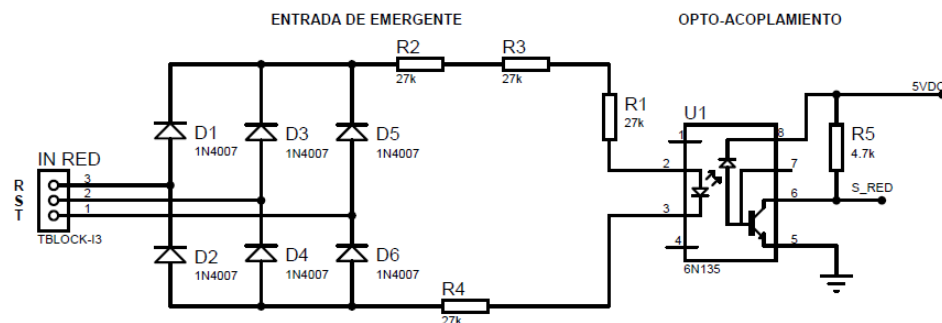 ENTRADA DE EMERGENTE
OPTO-ACOPLAMIENTO
R2
27k
R3
27k
R1
27k
U1
5VDC
D1
1N4007
D3
1N4007
D5
1N4007
1
8
R5
4.7k
IN RED
2
7
R
S
T
3
2
1
3
6
S_RED
TBLOCK-I3
D2
1N4007
D4
1N4007
D6
1N4007
4
5
6N135
R4
27k